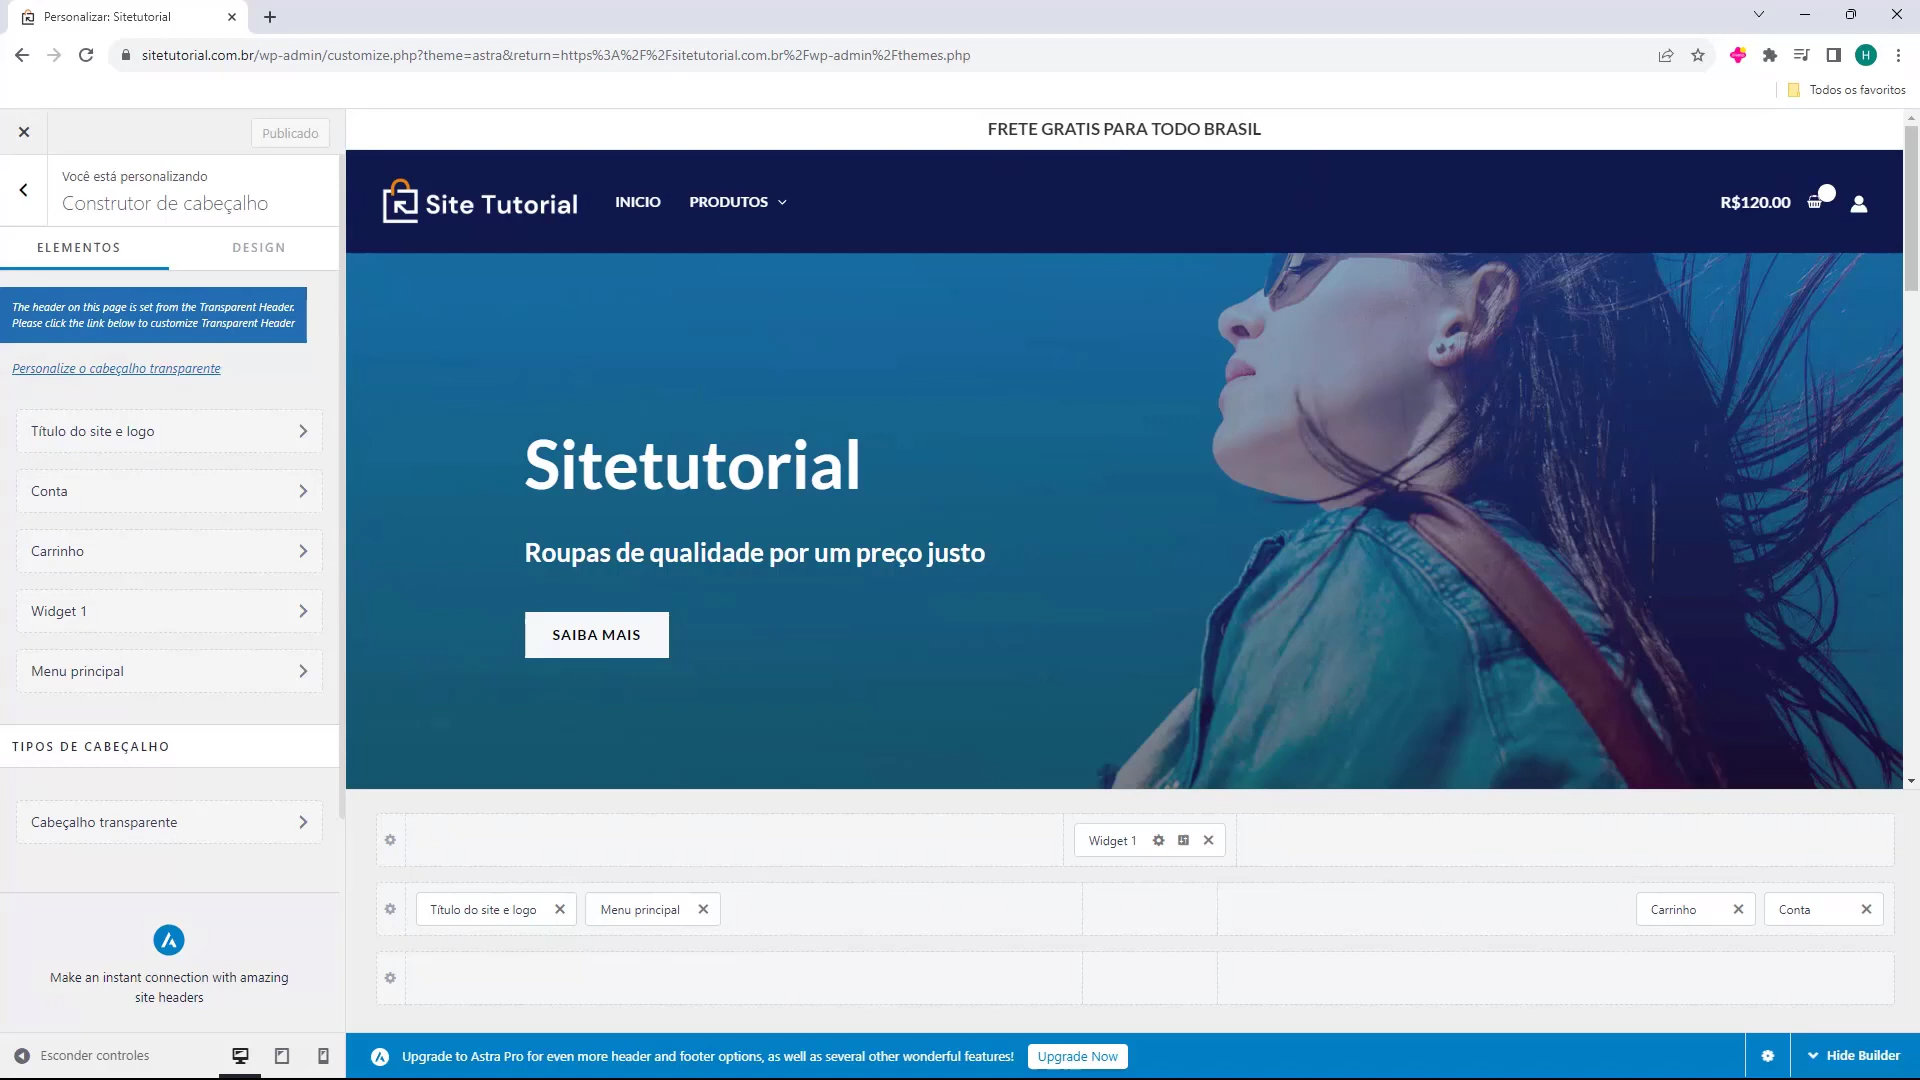 Personalizar: Sitetutorial
sitetutorial.com.br/wp-admin/customize.php?theme=astra&return=https%3A%2F%2Fsitetutorial.com.br%2Fwp-admin%2Fthemes.php
H
Todos os favoritos
Publicado
Você está personalizando
Construtor de cabeçalho
ELEMENTOS
DESIGN
The header on this page is set from the Transparent Header.
Please click the link below to customize Transparent Header
Personalize o cabeçalho transparente
Título do site e logo
Conta
Carrinho
Widget 1
Menu principal
TIPOS DE CABEÇALHO
Cabeçalho transparente
Make an instant connection with amazing
site headers
Esconder controles
FRETE GRATIS PARA TODO BRASIL
Site Tutorial
INICIO
PRODUTOS
R$120.00
Sitetutorial
Roupas de qualidade por um preço justo
SAIBA MAIS
Widget 1
Título do site e logo
Menu principal
Carrinho
Conta
Upgrade to Astra Pro for even more header and footer options, as well as several other wonderful features!
Upgrade Now
Hide Builder